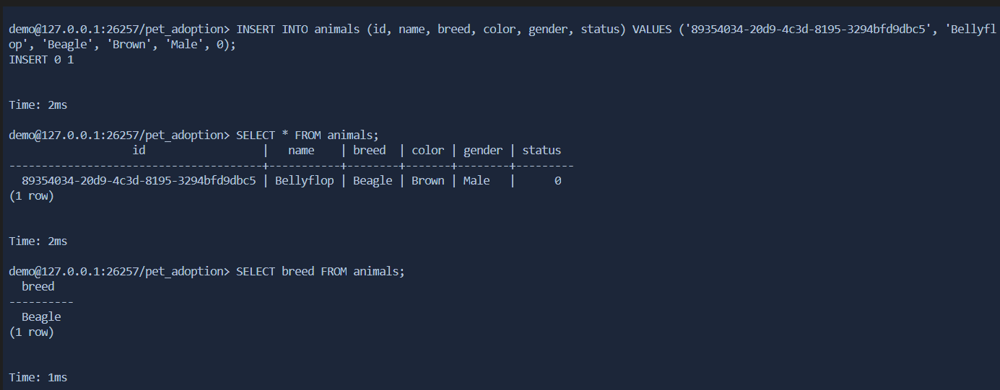 demo@127.0.0.1:26257/pet_adoption> INSERT INTO animals (id, name, breed, color, gender, status) VALUES ('89354034-20d9-4c3d-8195-3294bfd9dbc5', 'Bellyfl
op', 'Beagle', 'Brown', 'Male', 0);
INSERT 0 1
Time: 2ms
demo@127.0.0.1:26257/pet_adoption> SELECT * FROM animals;
                   id                  |   name    | breed  | color | gender | status
---------------------------------------+-----------+--------+-------+--------+---------
  89354034-20d9-4c3d-8195-3294bfd9dbc5 | Bellyflop | Beagle | Brown | Male   |      0
(1 row)
Time: 2ms
demo@127.0.0.1:26257/pet_adoption> SELECT breed FROM animals;
  breed
----------
  Beagle
(1 row)
Time: 1ms